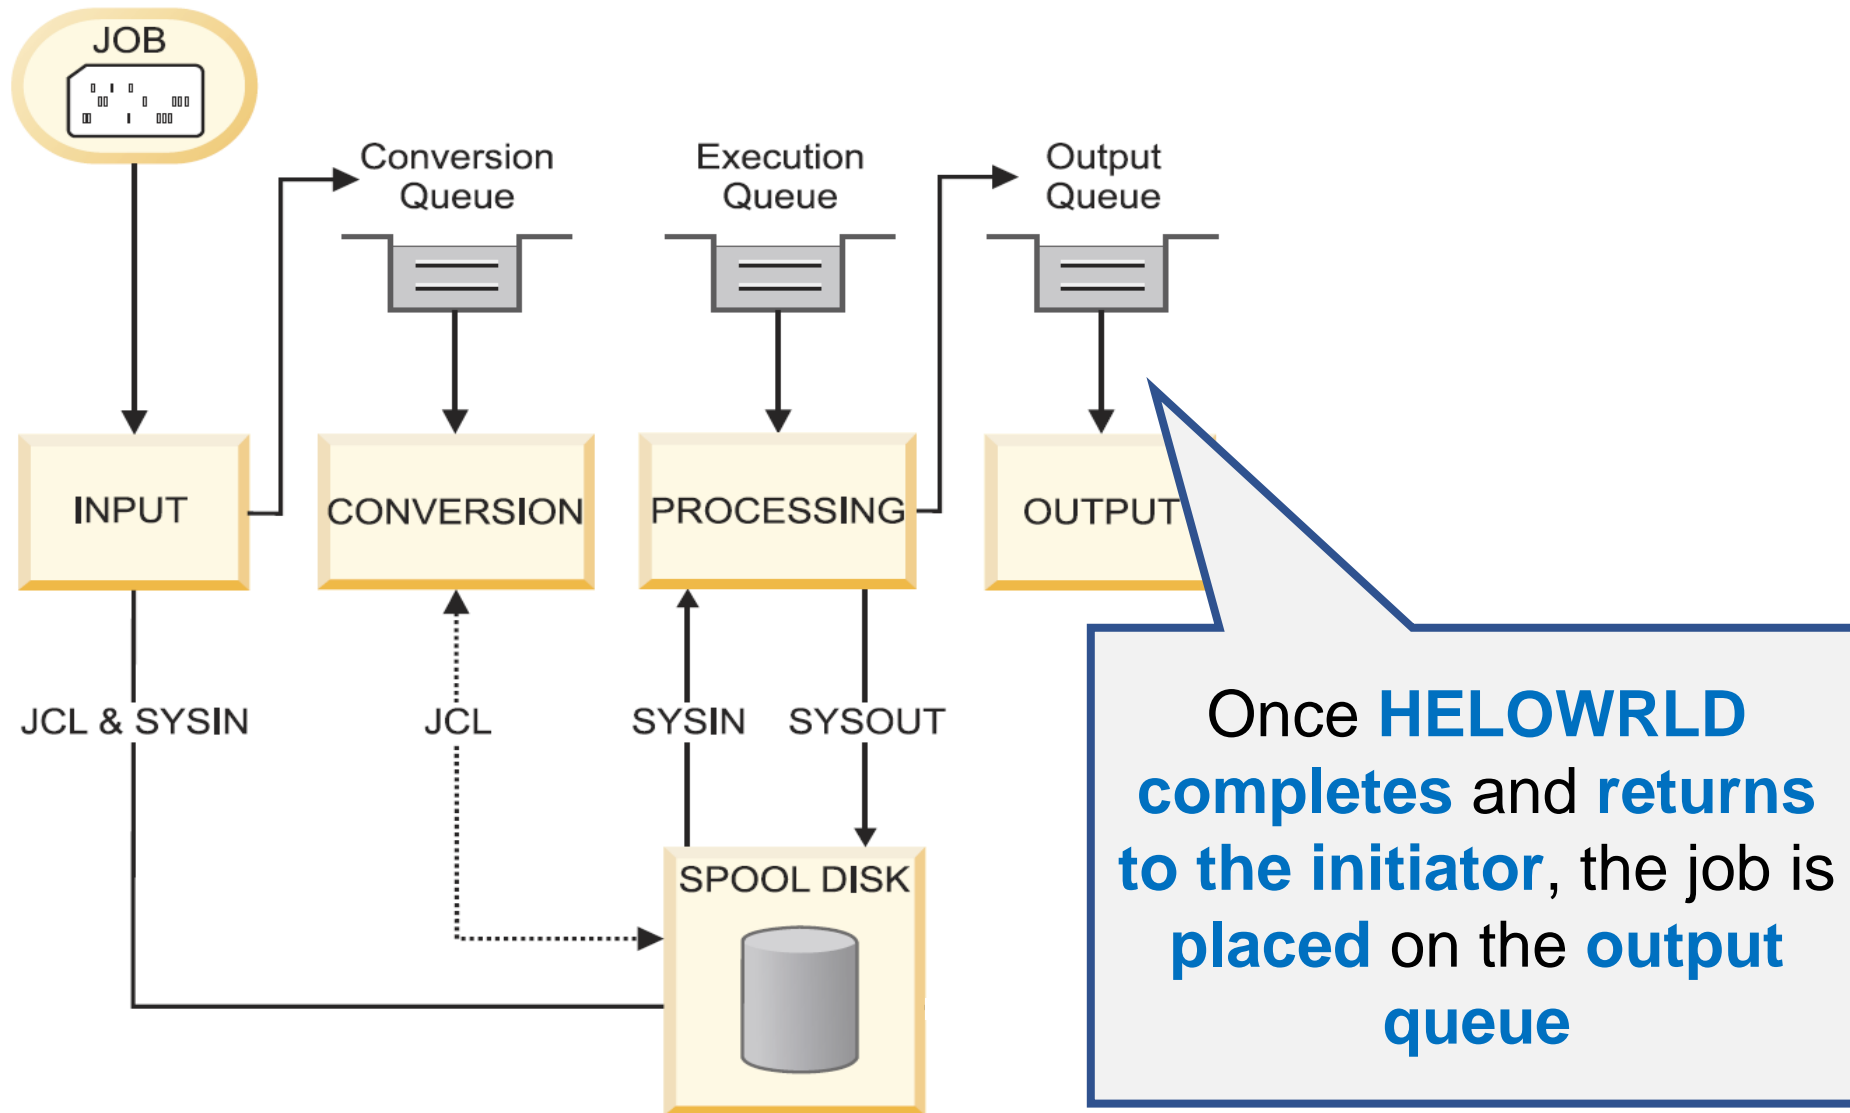 JOB
Conversion
Queue
Execution
Queue
Output
Queue
INPUT
CONVERSION
PROCESSING
OUTPUT
JCL & SYSIN
JCL
SYSIN
SYSOUT
SPOOL DISK
Once HELOWRLD
completes and returns
to the initiator, the job is
placed on the output
queue